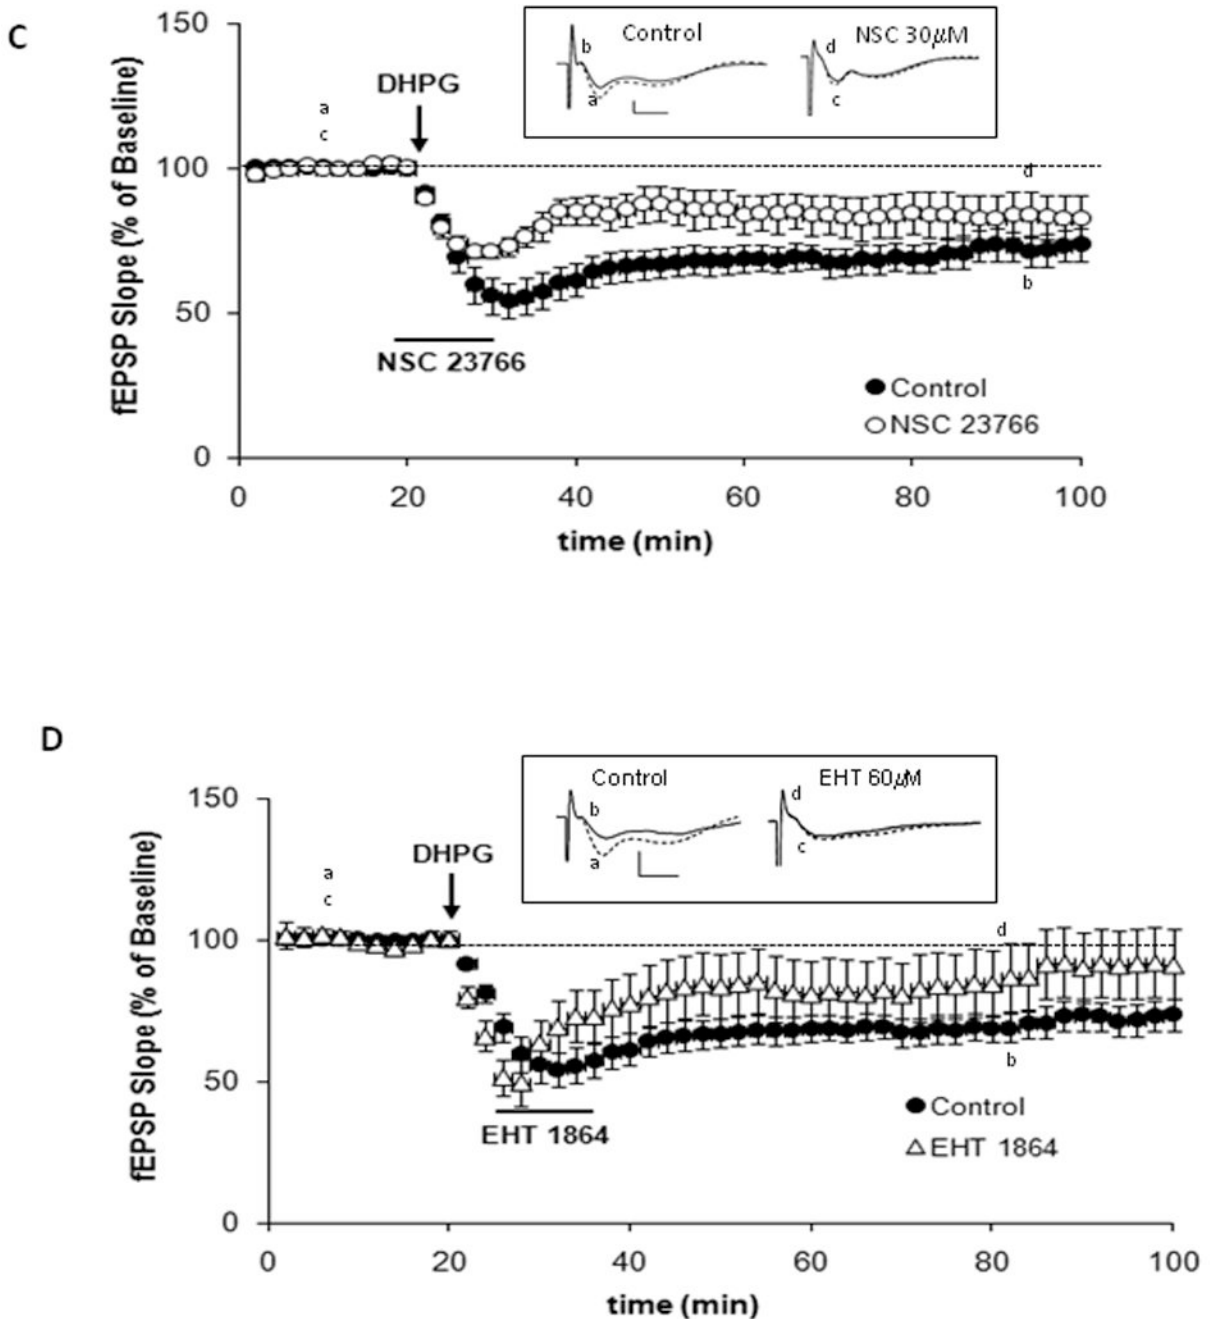 C
150
100
50
0
fEPSP Slope (% of Baseline)
a
c
DHPG
b
Control
a
d
NSC 30μM
c
d
b
NSC 23766
Control
NSC 23766
0 20 40 60 80 100
time (min)
D
150
100
50
0
fEPSP Slope (% of Baseline)
a
c
DHPG
Control
b
a
EHT 60μM
d
c
d
b
EHT 1864
Control
EHT 1864
0 20 40 60 80 100
time (min)